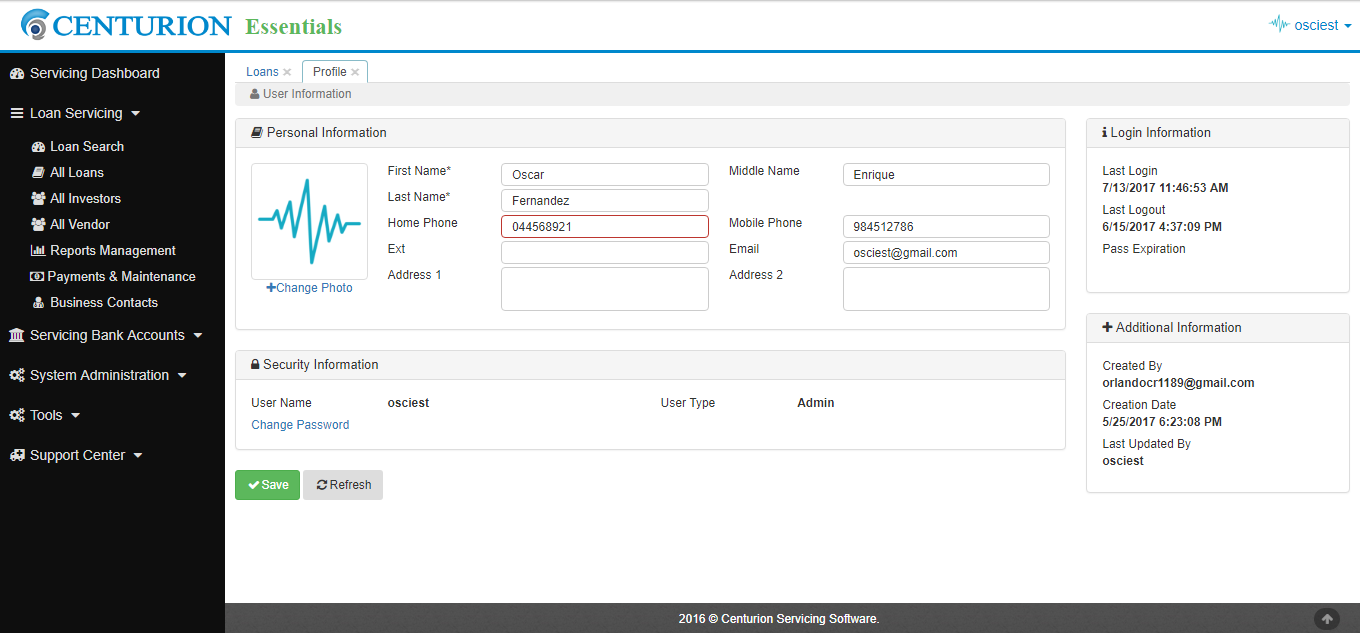 CENTURION Essentials
osciest
Servicing Dashboard
Loan Servicing
Loan Search
All Loans
All Investors
All Vendor
Reports Management
Payments & Maintenance
Business Contacts
Servicing Bank Accounts
System Administration
Tools
Support Center
Loans Profile
User Information
Personal Information
Change Photo
First Name* Oscar Middle Name Enrique
Last Name* Fernandez
Home Phone 044568921 Mobile Phone 984512786
Ext Email osciest@gmail.com
Address 1 Address 2
Security Information
User Name osciest User Type Admin
Change Password
Save Refresh
Login Information
Last Login
7/13/2017 11:46:53 AM
Last Logout
6/15/2017 4:37:09 PM
Pass Expiration
Additional Information
Created By
orlandocr1189@gmail.com
Creation Date
5/25/2017 6:23:08 PM
Last Updated By
osciest
2016 © Centurion Servicing Software.